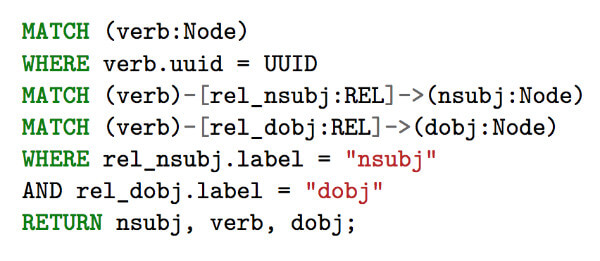 MATCH (verb:Node)
WHERE verb.uuid = UUID
MATCH (verb)-[rel_nsubj:REL]->(nsubj:Node)
MATCH (verb)-[rel_dobj:REL]->(dobj:Node)
WHERE rel_nsubj.label = "nsubj"
AND rel_dobj.label = "dobj"
RETURN nsubj, verb, dobj;